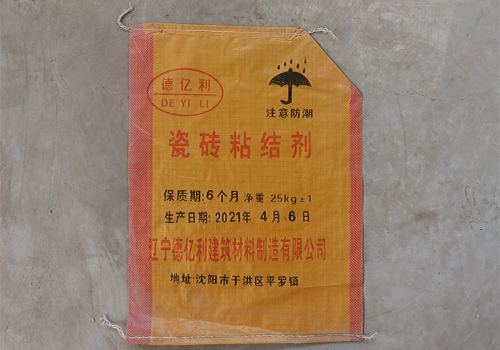 德亿利
DE YI LI
注意防潮
瓷砖粘结剂
保质期:6个月 净重 25kg±1
生产日期:2021年 4月 6日
辽宁德亿利建筑材料制造有限公司
地址:沈阳市于洪区平罗镇